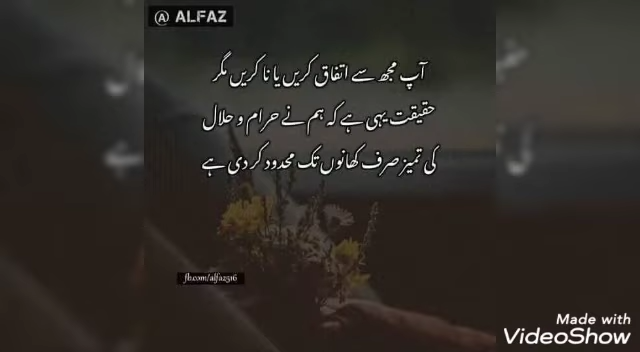 Ⓐ ALFAZ
آپ مجھ سے اتفاق کریں یا نا کریں مگر
حقیقت یہی ہے کہ ہم نے حرام و حلال
کی تمیز صرف کھانوں تک محدود کر دی ہے
fb.com/alfaz516
Made with
VideoShow